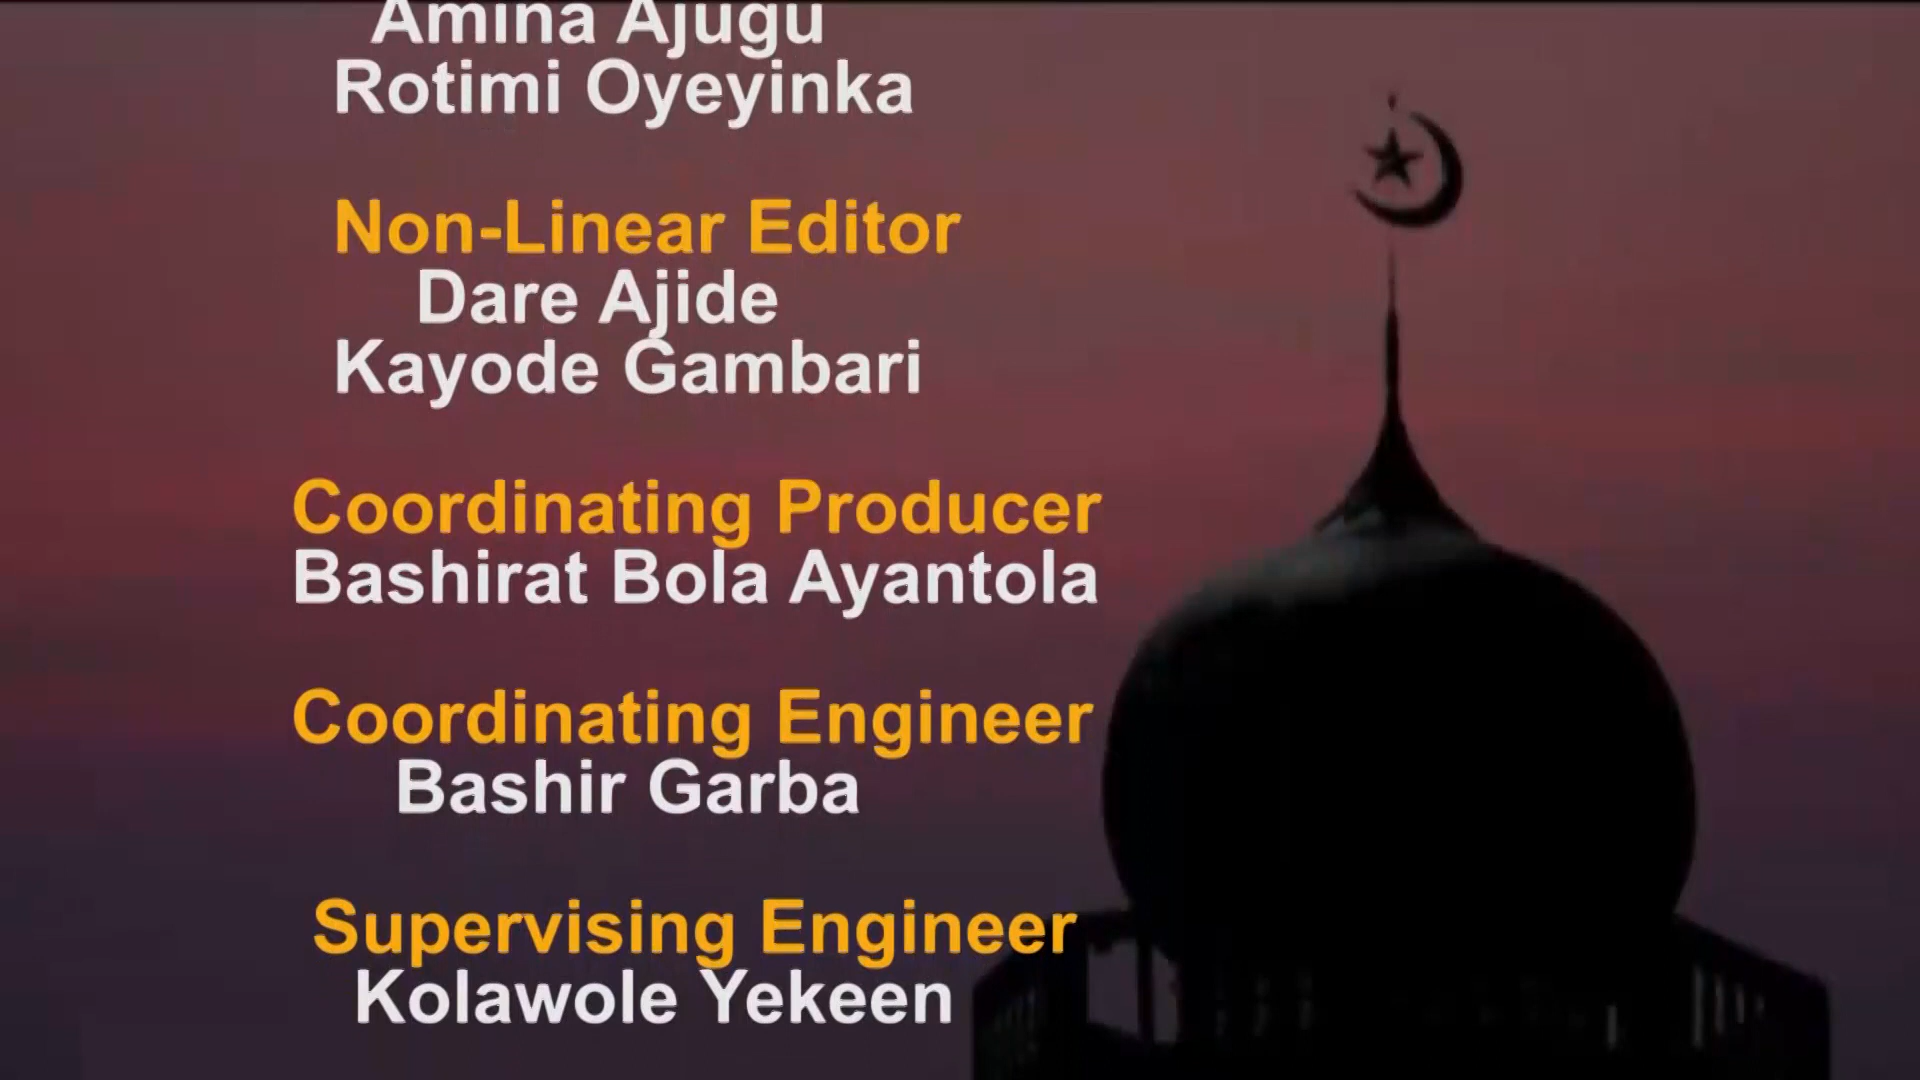 Amina Ajugu
Rotimi Oyeyinka
Non-Linear Editor
Dare Ajide
Kayode Gambari
Coordinating Producer
Bashirat Bola Ayantola
Coordinating Engineer
Bashir Garba
Supervising Engineer
Kolawole Yekeen